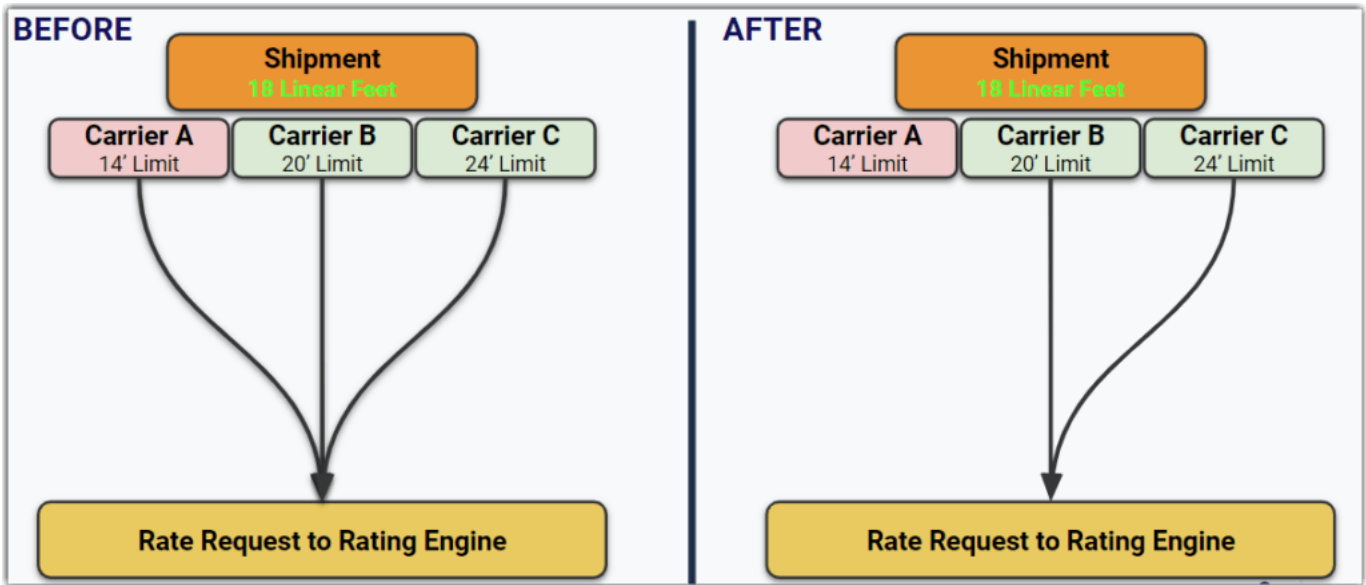 BEFORE
Shipment
18 Linear Feet
Carrier A
14' Limit
Carrier B
20' Limit
Carrier C
24' Limit
Rate Request to Rating Engine
AFTER
Shipment
18 Linear Feet
Carrier A
14' Limit
Carrier B
20' Limit
Carrier C
24' Limit
Rate Request to Rating Engine